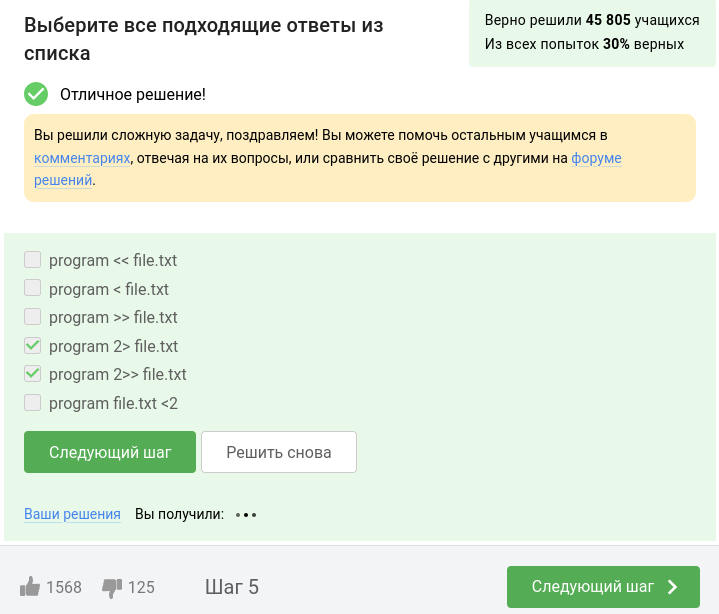 Выберите все подходящие ответы из
списка
Верно решили 45 805 учащихся
Из всех попыток 30% верных
Отличное решение!
Вы решили сложную задачу, поздравляем! Вы можете помочь остальным учащимся в
комментариях, отвечая на их вопросы, или сравнить своё решение с другими на форуме
решений.
program << file.txt
program < file.txt
program >> file.txt
program 2> file.txt
program 2>> file.txt
program file.txt <2
Следующий шаг
Решить снова
Ваши решения Вы получили:
1568 125 Шаг 5
Следующий шаг